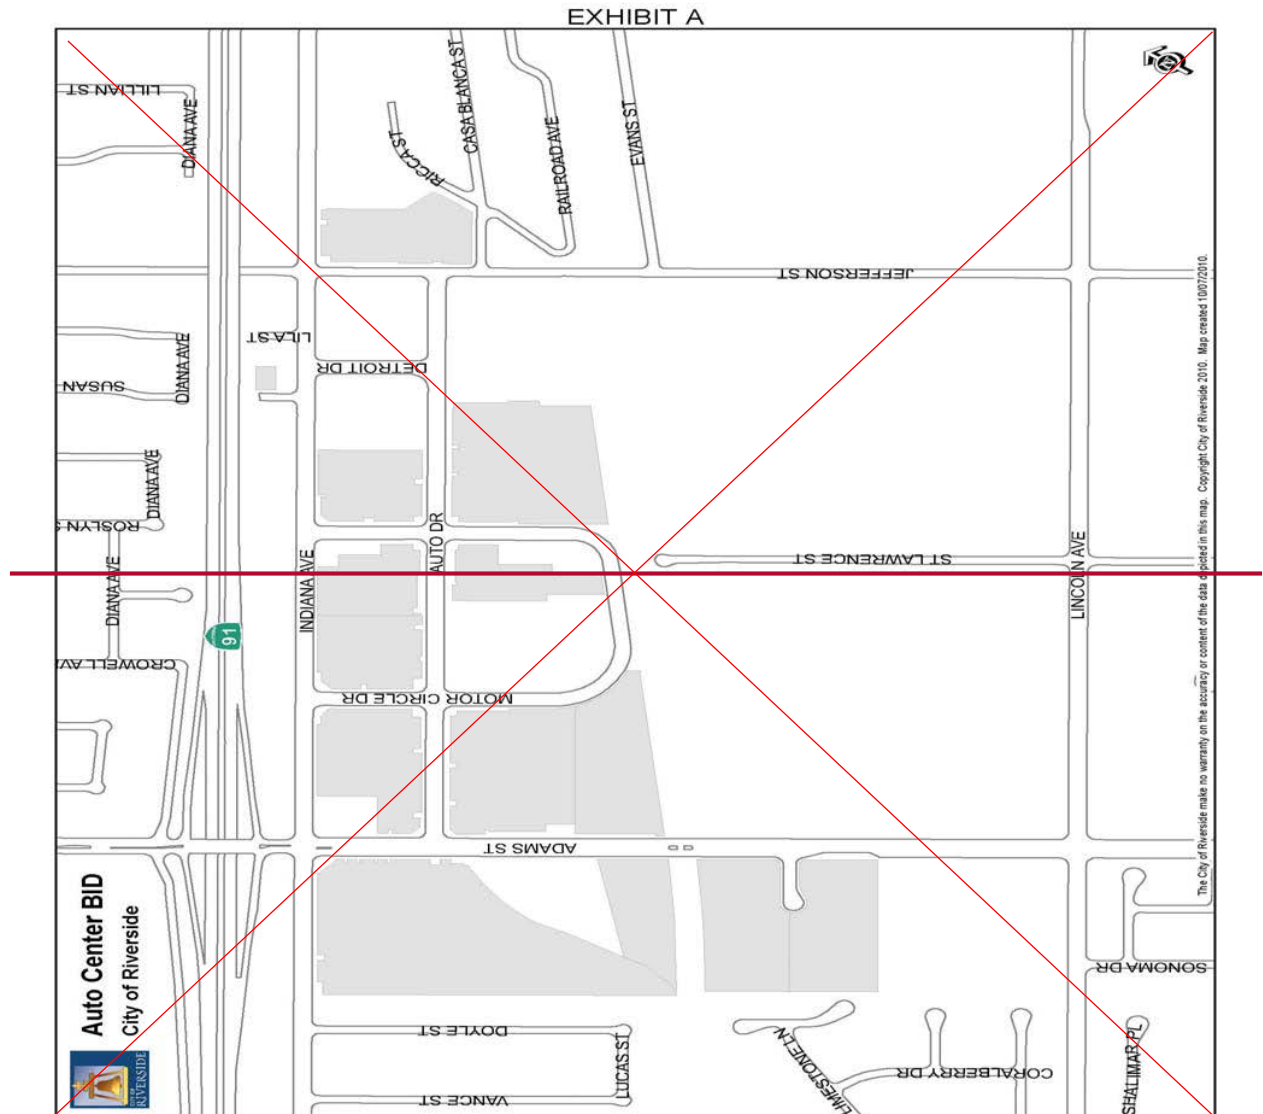 EXHIBIT A
LILLIAN ST
DIANA AVE
RICCA ST
CASA BLANCA ST
RAILROAD AVE
EVANS ST
JEFFERSON ST
LILA ST
DIANA AVE
SUSAN
DETROIT DR
DIANA AVE
ROSLYN S
DIANA AVE
INDIANA AVE
AUTO DR
ST LAWRENCE ST
LINCOLN AVE
91
CROWELL AV
MOTOR CIRCLE DR
ADAMS ST
Auto Center BID
City of Riverside
CITY OF
RIVERSIDE
DOYLE ST
LUCAS ST
VANCE ST
LIMESTONE LN
CORALBERRY DR
SONOMA DR
SHALIMAR PL
The City of Riverside make no warranty on the accuracy or content of the data depicted in this map. Copyright City of Riverside 2010. Map created 10/07/2010.